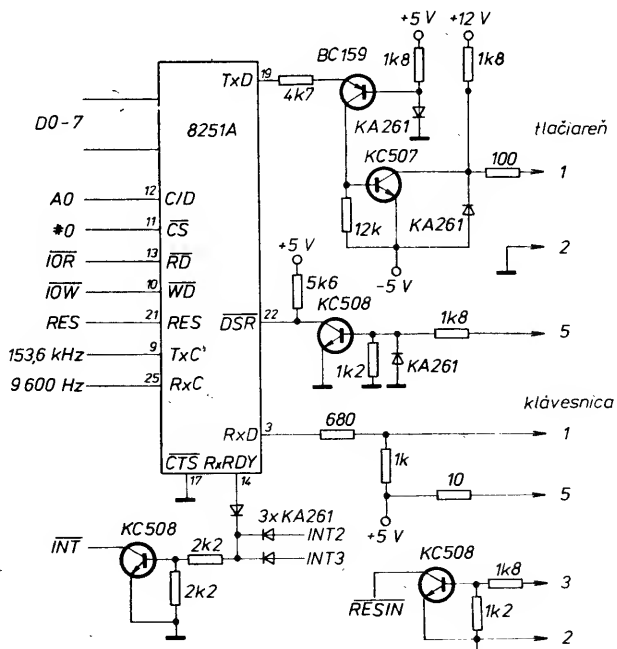 +5 V
+12 V
BC159
1k8
1k8
TxD
19
4k7
KA261
D0-7
8251A
tlačiareň
KC507
100
1
A0
12
C/D
KA261
*0
11
CS
12k
2
IOR
13
RD
+5 V
-5 V
IOW
10
WD
5k6
KC508
RES
21
RES
DSR
22
1k8
5
153,6 kHz
9
TxC'
1k2
KA261
9 600 Hz
25
RxC
klávesnica
680
RxD
3
1
CTS
RxRDY
1k
17
14
10
5
3x KA261
+5 V
KC508
INT2
INT
2k2
INT3
KC508
1k8
3
2k2
RESIN
1k2
2